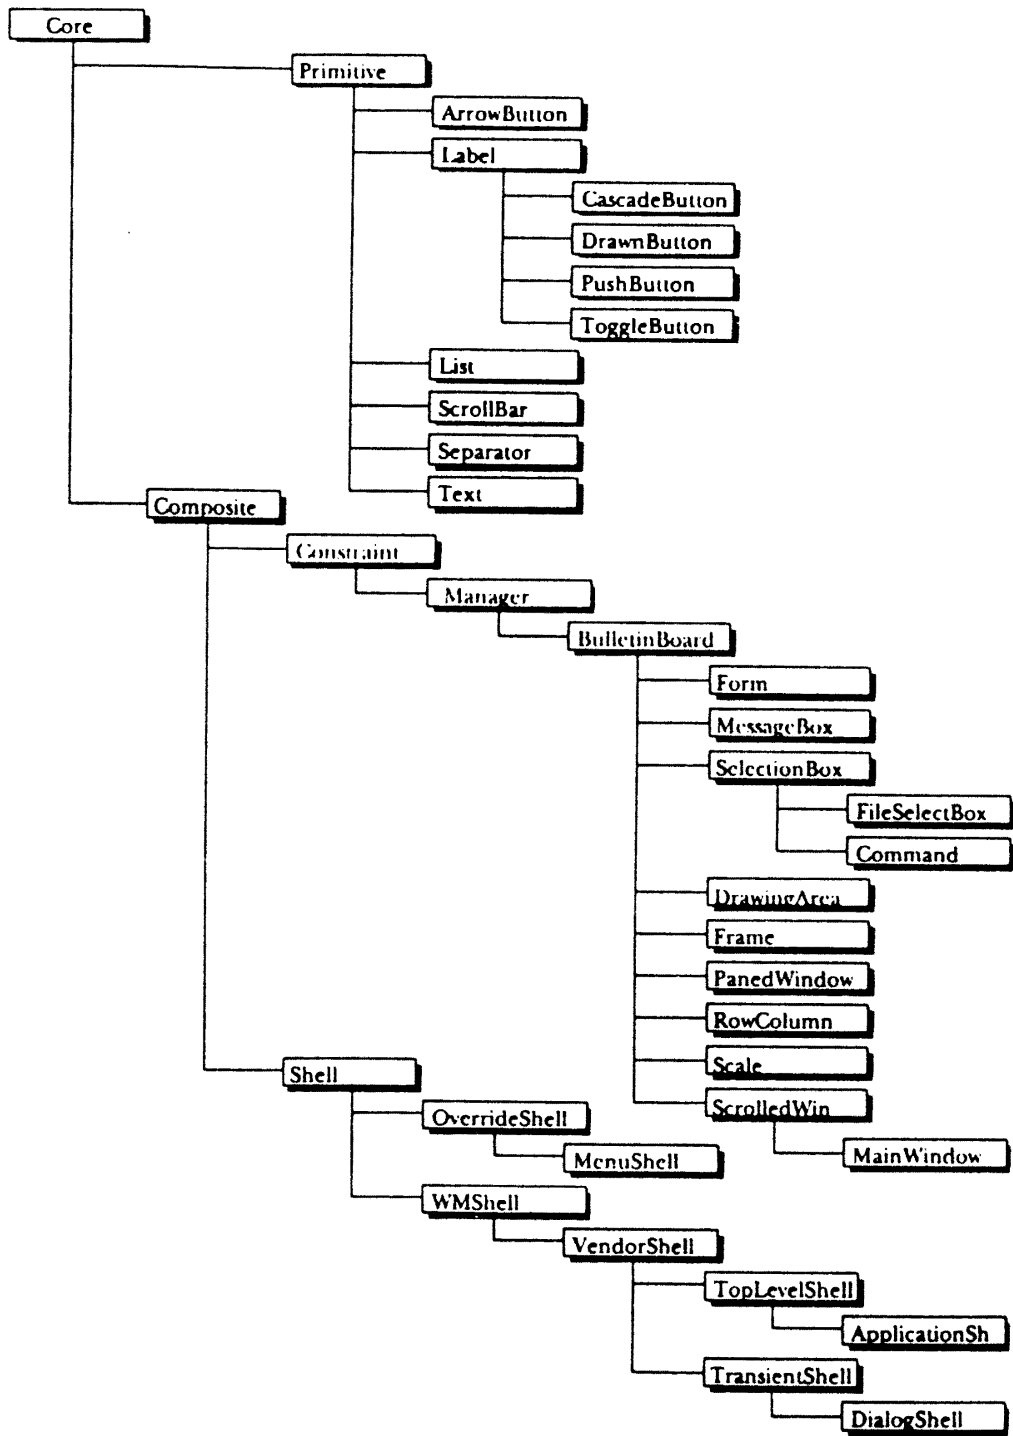 Core
Primitive
ArrowButton
Label
CascadeButton
DrawnButton
PushButton
ToggleButton
List
ScrollBar
Separator
Text
Composite
Constraint
Manager
BulletinBoard
Form
MessageBox
SelectionBox
FileSelectBox
Command
DrawingArea
Frame
PanedWindow
RowColumn
Scale
ScrolledWin
MainWindow
Shell
OverrideShell
MenuShell
WMShell
VendorShell
TopLevelShell
ApplicationSh
TransientShell
DialogShell